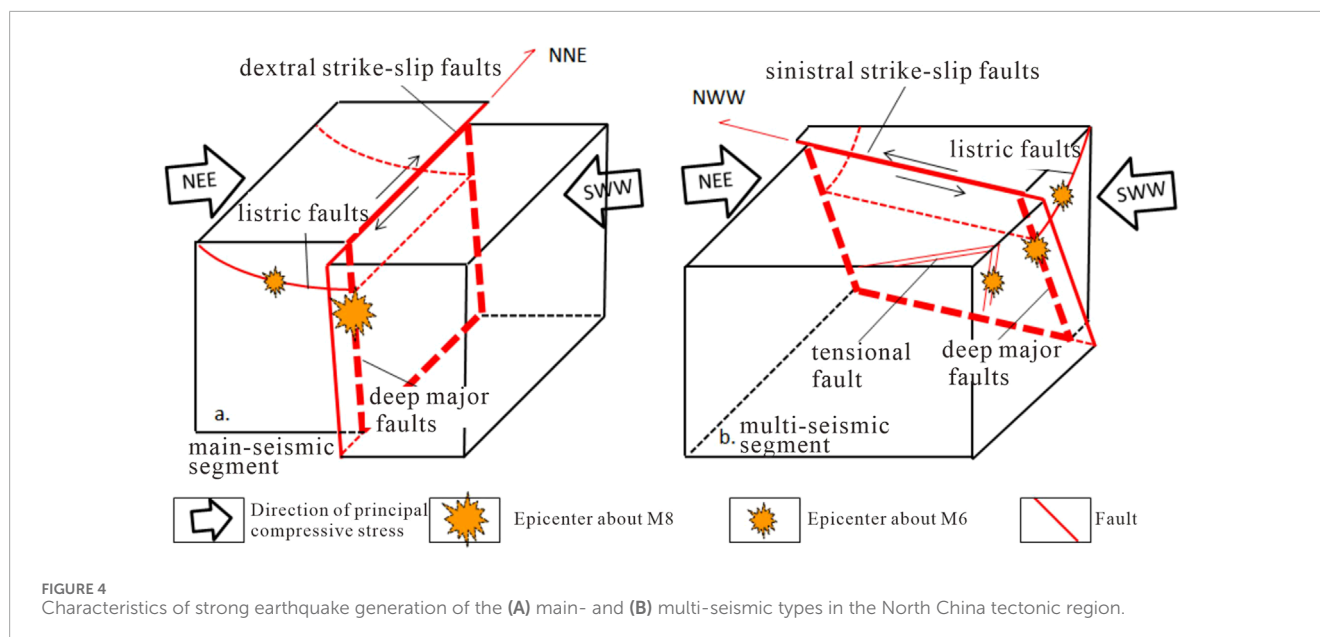 NNE
dextral strike-slip faults
NEE
SWW
listric faults
deep major
faults
a.
main-seismic
segment
sinistral strike-slip faults
NWW
listric faults
NEE
SWW
tensional
fault
deep major
faults
b.
multi-seismic
segment
Direction of principal
compressive stress
Epicenter about M8
Epicenter about M6
Fault
FIGURE 4
Characteristics of strong earthquake generation of the (A) main- and (B) multi-seismic types in the North China tectonic region.